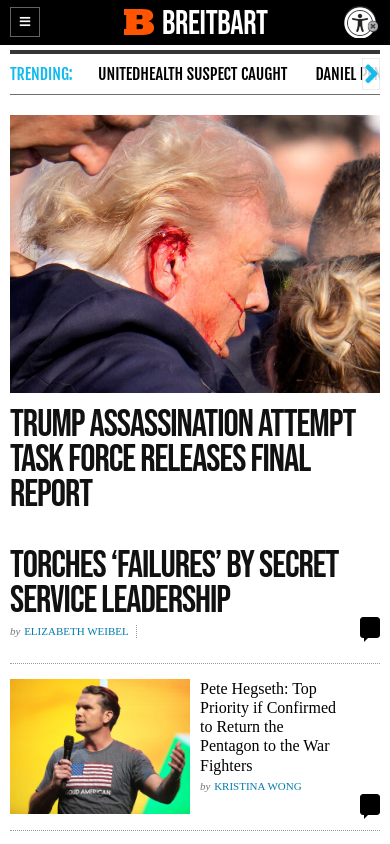 BREITBART
TRENDING:
UNITEDHEALTH SUSPECT CAUGHT
DANIEL
TRUMP ASSASSINATION ATTEMPT
TASK FORCE RELEASES FINAL
REPORT
TORCHES ‘FAILURES’ BY SECRET
SERVICE LEADERSHIP
by ELIZABETH WEIBEL
Pete Hegseth: Top
Priority if Confirmed
to Return the
Pentagon to the War
Fighters
by KRISTINA WONG